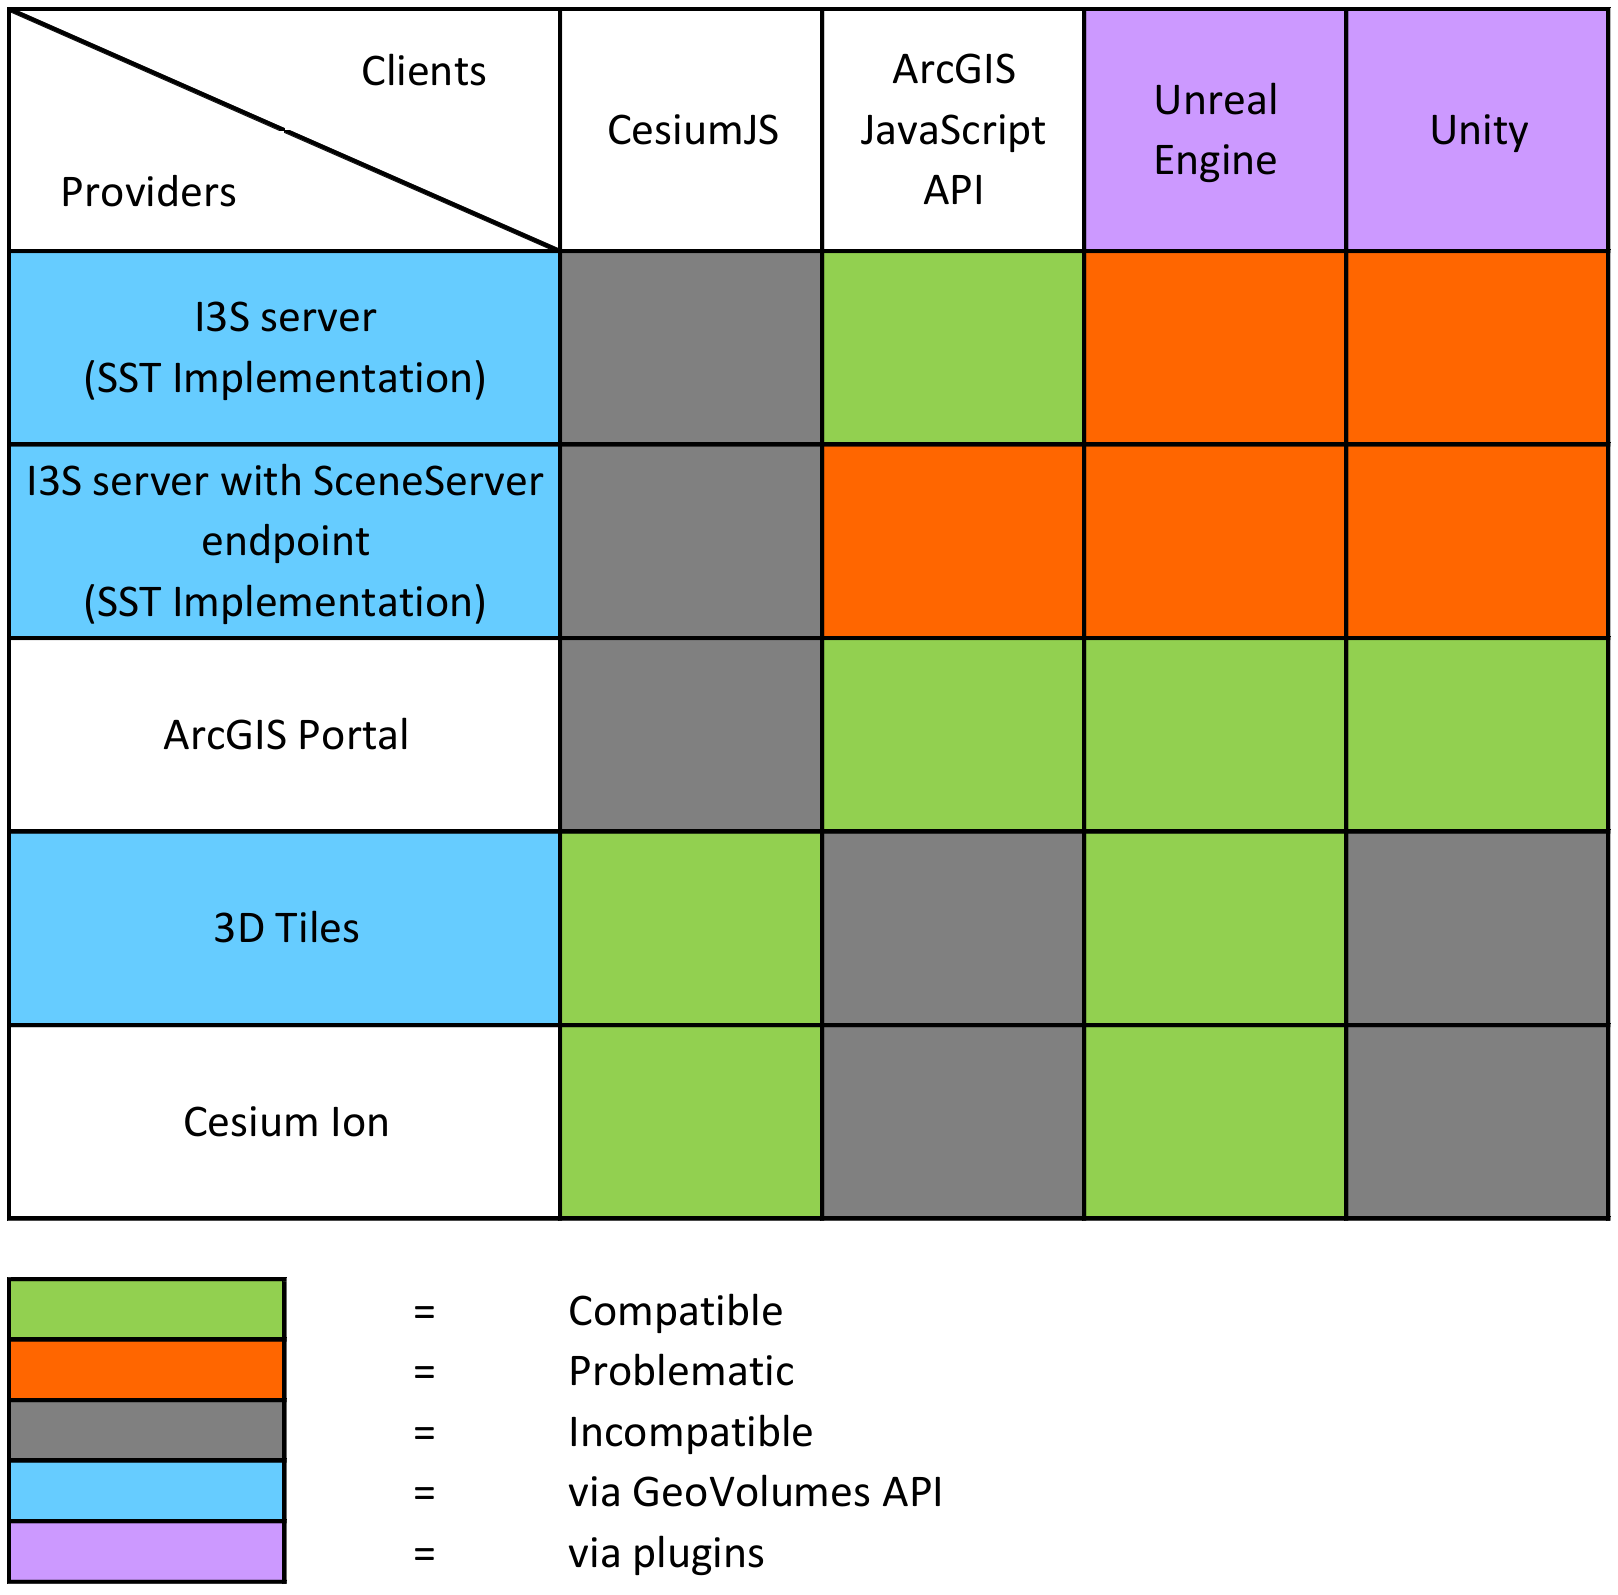 Clients
Providers
CesiumJS
ArcGIS
JavaScript
API
Unreal
Engine
Unity
I3S server
(SST Implementation)
I3S server with SceneServer
endpoint
(SST Implementation)
ArcGIS Portal
3D Tiles
Cesium Ion
= Compatible
= Problematic
= Incompatible
= via GeoVolumes API
= via plugins